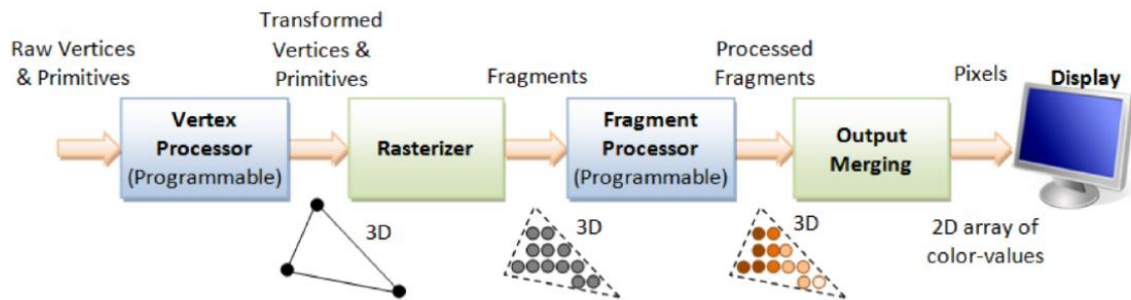 Raw Vertices
& Primitives
Vertex
Processor
(Programmable)
Transformed
Vertices &
Primitives
3D
Rasterizer
Fragments
3D
Fragment
Processor
(Programmable)
Processed
Fragments
3D
Output
Merging
Pixels
Display
2D array of
color-values